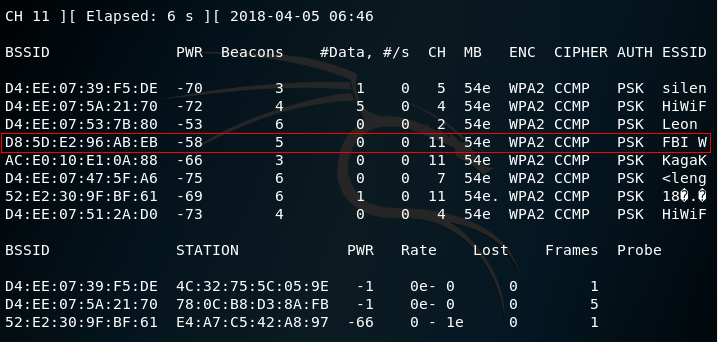 CH 11 ][ Elapsed: 6 s ][ 2018-04-05 06:46
BSSID PWR Beacons #Data, #/s CH MB ENC CIPHER AUTH ESSID
D4:EE:07:39:F5:DE -70 3 1 0 5 54e WPA2 CCMP PSK silen
D4:EE:07:5A:21:70 -72 4 5 0 4 54e WPA2 CCMP PSK HiWiF
D4:EE:07:53:7B:80 -53 6 0 0 2 54e WPA2 CCMP PSK Leon
D8:5D:E2:96:AB:EB -58 5 0 0 11 54e WPA2 CCMP PSK FBI W
AC:E0:10:E1:0A:88 -66 3 0 0 11 54e WPA2 CCMP PSK KagaK
D4:EE:07:47:5F:A6 -75 6 0 0 7 54e WPA2 CCMP PSK <leng
52:E2:30:9F:BF:61 -69 6 1 0 11 54e. WPA2 CCMP PSK 18�.�
D4:EE:07:51:2A:D0 -73 4 0 0 4 54e WPA2 CCMP PSK HiWiF
BSSID STATION PWR Rate Lost Frames Probe
D4:EE:07:39:F5:DE 4C:32:75:5C:05:9E -1 0e- 0 0 1
D4:EE:07:5A:21:70 78:0C:B8:D3:8A:FB -1 0e- 0 0 5
52:E2:30:9F:BF:61 E4:A7:C5:42:A8:97 -66 0 - 1e 0 1